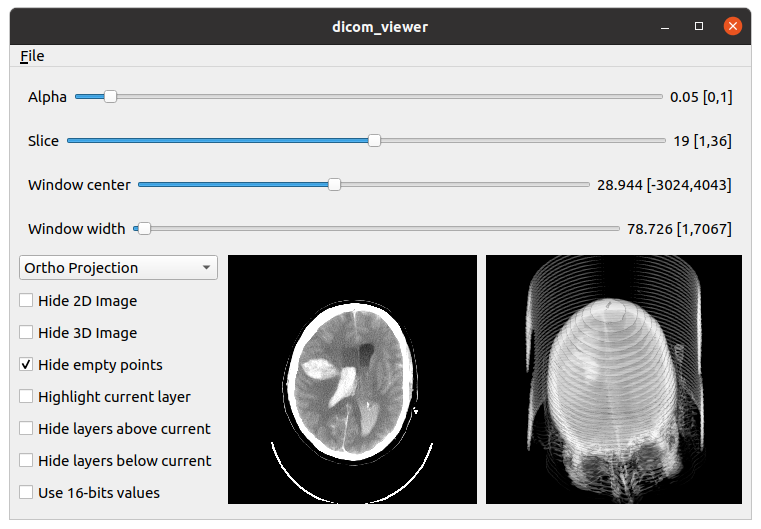 dicom_viewer
File
Alpha 0.05 [0,1]
Slice 19 [1,36]
Window center 28.944 [-3024,4043]
Window width 78.726 [1,7067]
Ortho Projection
Hide 2D Image
Hide 3D Image
Hide empty points
Highlight current layer
Hide layers above current
Hide layers below current
Use 16-bits values